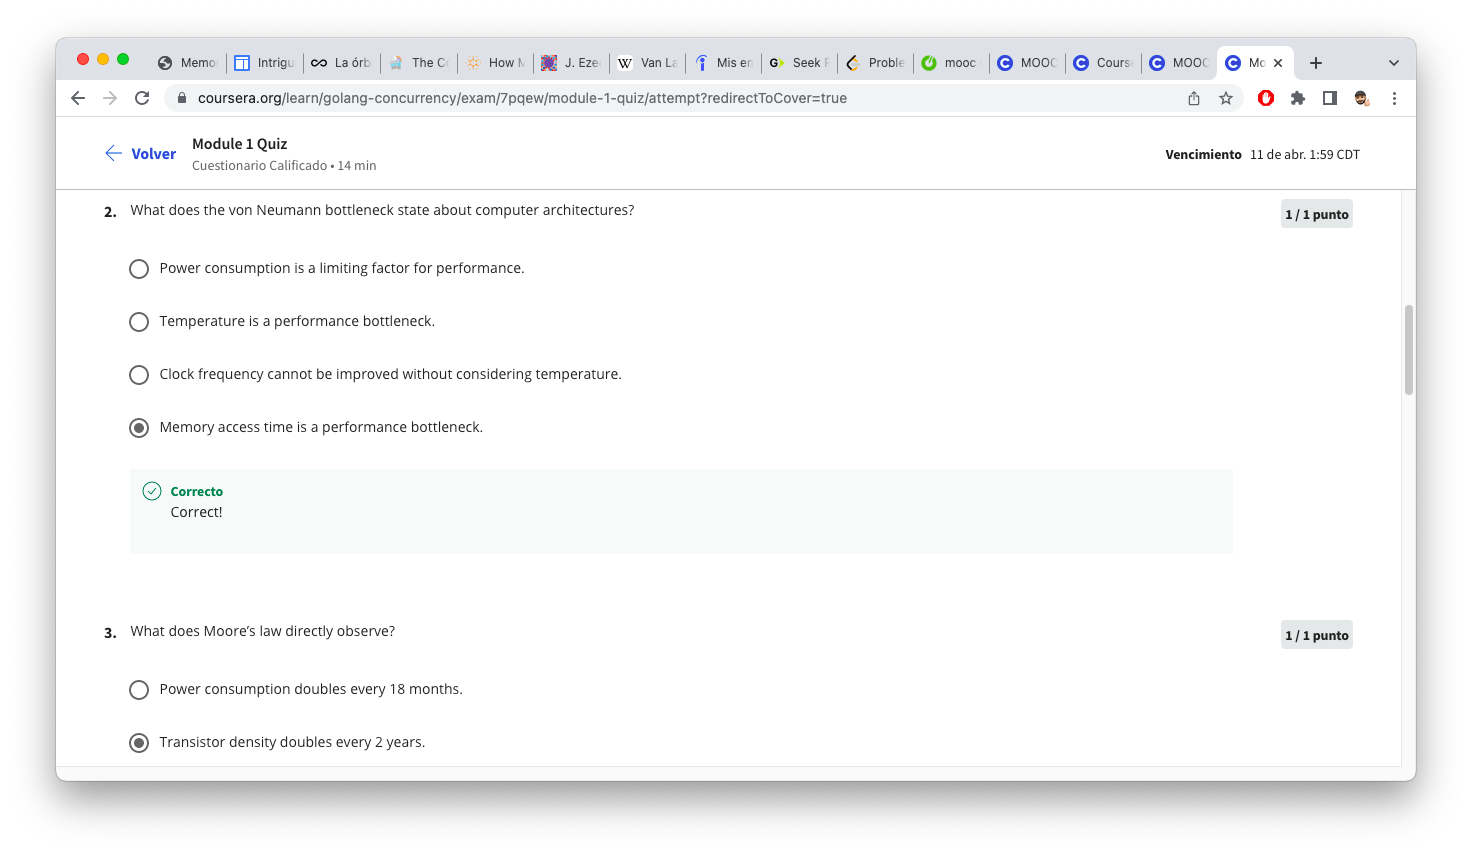 Memo
Intrigu
La órb
The Co
How M
J. Ezec
W
Van La
Mis en
G
Seek
Proble
mooc
MOOC
Cours
MOOC
Mo
coursera.org/learn/golang-concurrency/exam/7pqew/module-1-quiz/attempt?redirectToCover=true
Volver
Module 1 Quiz
Cuestionario Calificado • 14 min
Vencimiento 11 de abr. 1:59 CDT
2. What does the von Neumann bottleneck state about computer architectures?
1 / 1 punto
Power consumption is a limiting factor for performance.
Temperature is a performance bottleneck.
Clock frequency cannot be improved without considering temperature.
Memory access time is a performance bottleneck.
Correcto
Correct!
3. What does Moore’s law directly observe?
1 / 1 punto
Power consumption doubles every 18 months.
Transistor density doubles every 2 years.